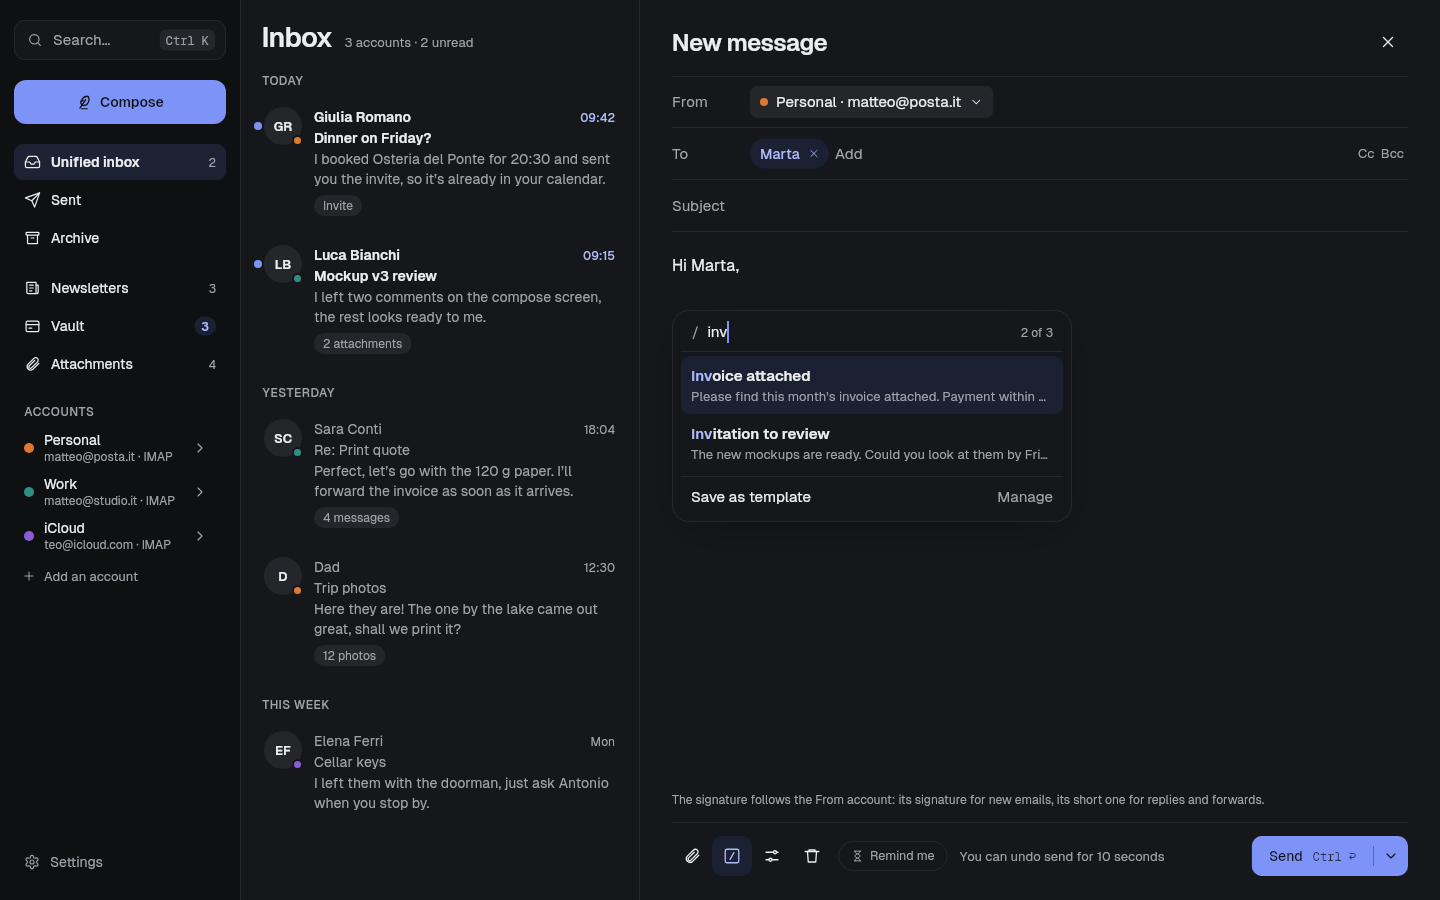 Search... Ctrl K
Compose
Unified inbox 2
Sent
Archive
Newsletters 3
Vault 3
Attachments 4
ACCOUNTS
Personal
matteo@posta.it · IMAP
Work
matteo@studio.it · IMAP
iCloud
teo@icloud.com · IMAP
Add an account
Settings
Inbox 3 accounts · 2 unread
TODAY
GR Giulia Romano 09:42
Dinner on Friday?
I booked Osteria del Ponte for 20:30 and sent
you the invite, so it's already in your calendar.
Invite
LB Luca Bianchi 09:15
Mockup v3 review
I left two comments on the compose screen,
the rest looks ready to me.
2 attachments
YESTERDAY
SC Sara Conti 18:04
Re: Print quote
Perfect, let's go with the 120 g paper. I'll
forward the invoice as soon as it arrives.
4 messages
D Dad 12:30
Trip photos
Here they are! The one by the lake came out
great, shall we print it?
12 photos
THIS WEEK
EF Elena Ferri Mon
Cellar keys
I left them with the doorman, just ask Antonio
when you stop by.
New message
From Personal · matteo@posta.it
To Marta × Add Cc Bcc
Subject
Hi Marta,
/ inv 2 of 3
Invoice attached
Please find this month's invoice attached. Payment within ...
Invitation to review
The new mockups are ready. Could you look at them by Fri...
Save as template Manage
The signature follows the From account: its signature for new emails, its short one for replies and forwards.
Remind me You can undo send for 10 seconds Send Ctrl